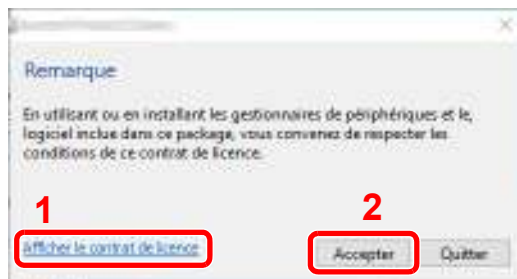 Remarque
En utilisant ou en installant les gestionnaires de périphériques et le,
logiciel inclue dans ce package, vous convenez de respecter les
conditions de ce contrat de licence.
1
2
Afficher le contrat de licence
Accepter
Quitter